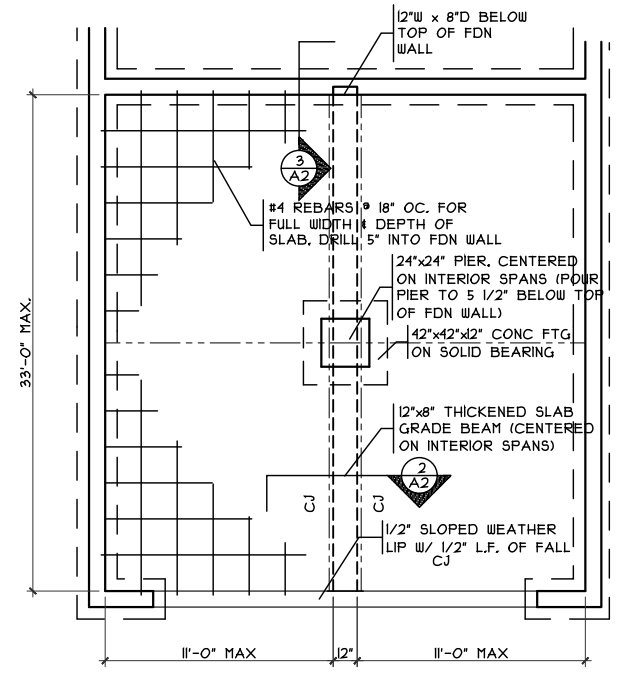 12"W x 8"D BELOW
TOP OF FDN
WALL
3
A2
#4 REBARS @ 18" OC. FOR
FULL WIDTH & DEPTH OF
SLAB, DRILL 5" INTO FDN WALL
24"x24" PIER, CENTERED
ON INTERIOR SPANS (POUR
PIER TO 5 1/2" BELOW TOP
OF FDN WALL)
33'-0" MAX.
42"x42"x12" CONC FTG
ON SOLID BEARING
12"x8" THICKENED SLAB
GRADE BEAM (CENTERED
ON INTERIOR SPANS)
2
A2
CJ
CJ
1/2" SLOPED WEATHER
LIP W/ 1/2" L.F. OF FALL
CJ
11'-0" MAX
12"
11'-0" MAX